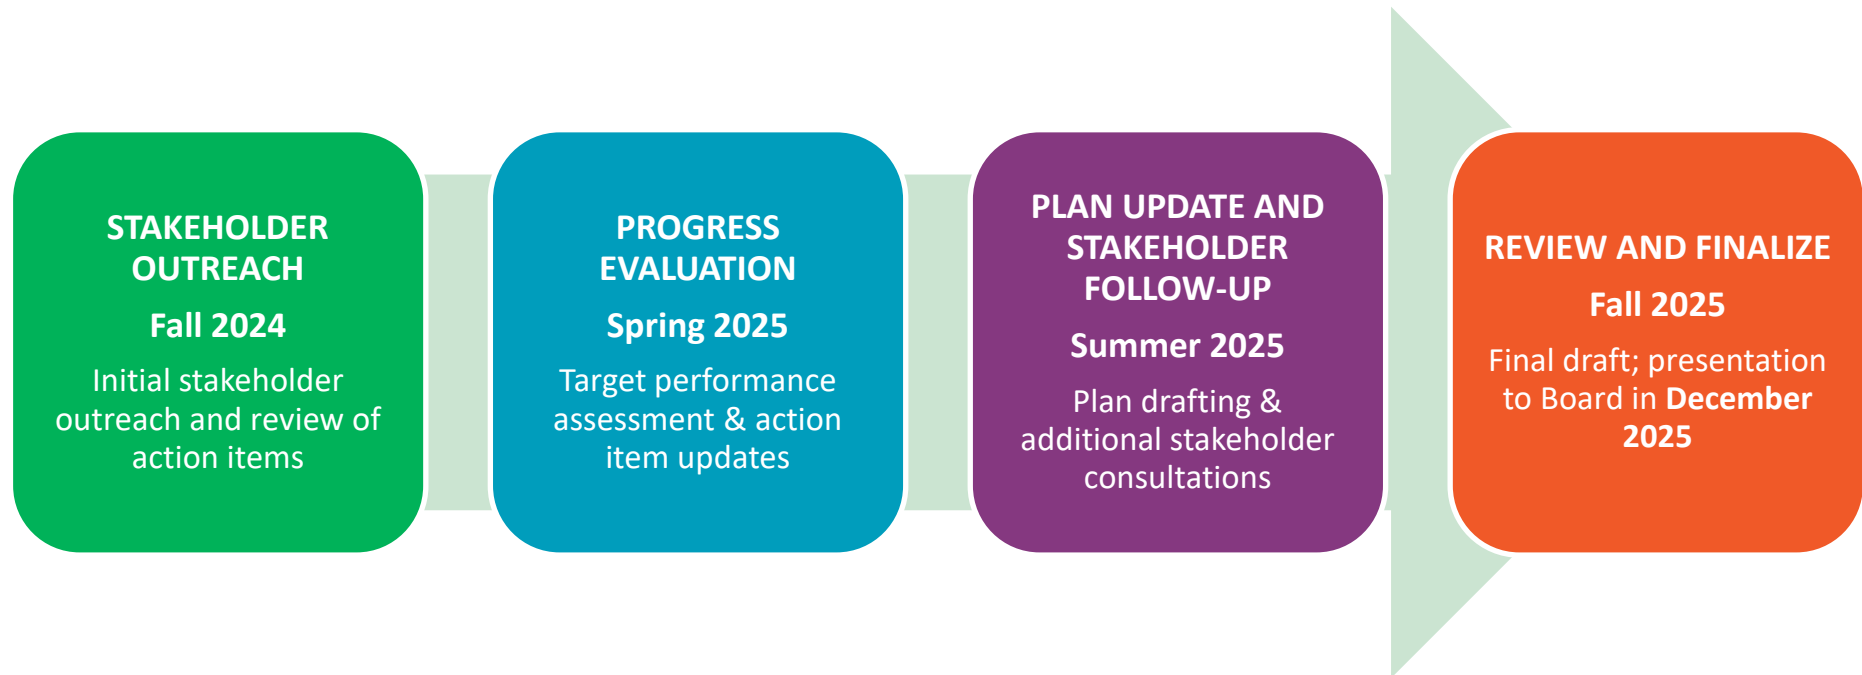 STAKEHOLDER
OUTREACH
Fall 2024
Initial stakeholder
outreach and review of
action items
PROGRESS
EVALUATION
Spring 2025
Target performance
assessment & action
item updates
PLAN UPDATE AND
STAKEHOLDER
FOLLOW-UP
Summer 2025
Plan drafting &
additional stakeholder
consultations
REVIEW AND FINALIZE
Fall 2025
Final draft; presentation
to Board in December
2025